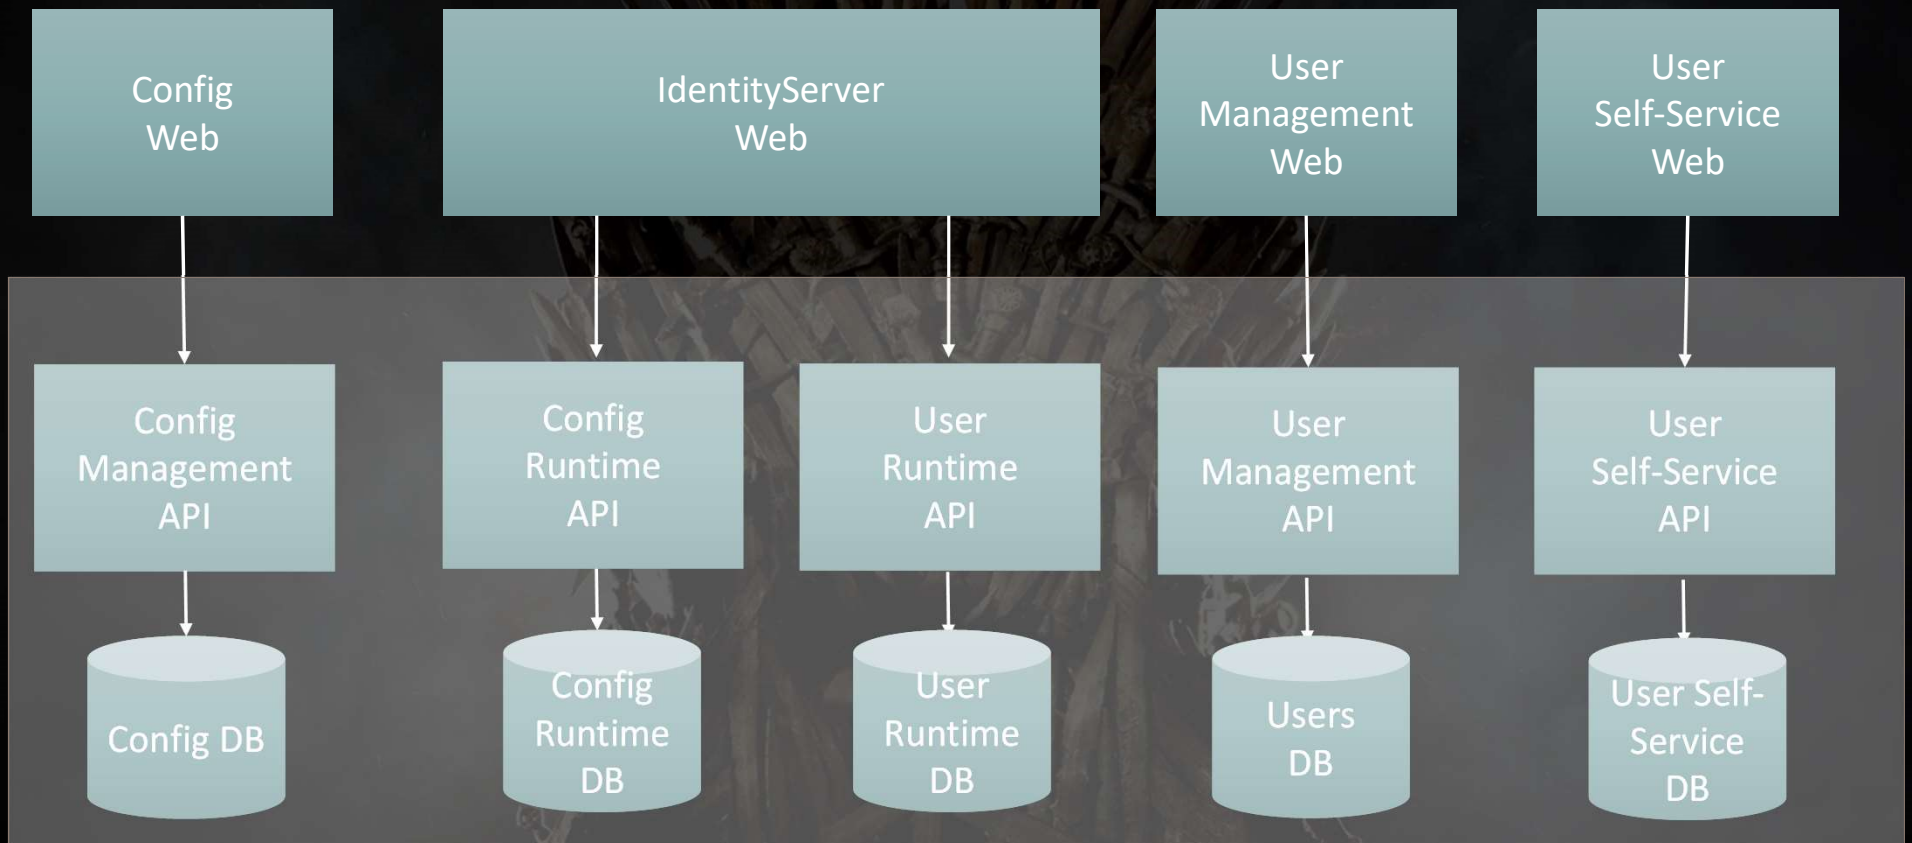 Config
Web
IdentityServer
Web
User
Management
Web
User
Self-Service
Web
Config
Management
API
Config
Runtime
API
User
Runtime
API
User
Management
API
User
Self-Service
API
Config DB
Config
Runtime
DB
User
Runtime
DB
Users
DB
User Self-
Service
DB